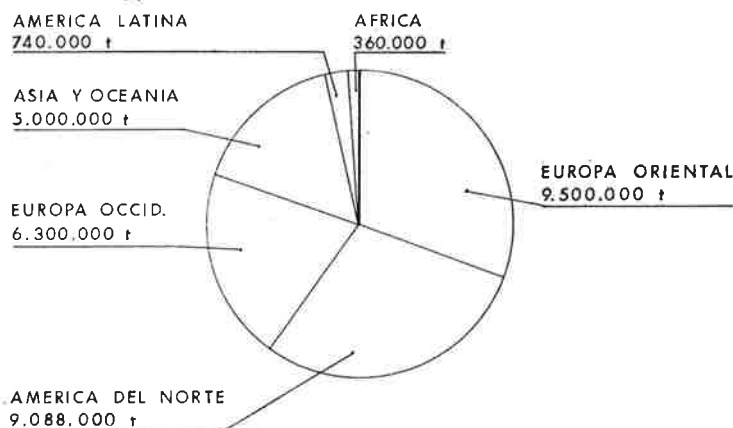 AMERICA LATINA
740.000 t
AFRICA
360.000 t
ASIA Y OCEANIA
5.000.000 t
EUROPA ORIENTAL
9.500.000 t
EUROPA OCCID.
6.300,000 t
AMERICA DEL NORTE
9.088,000 t